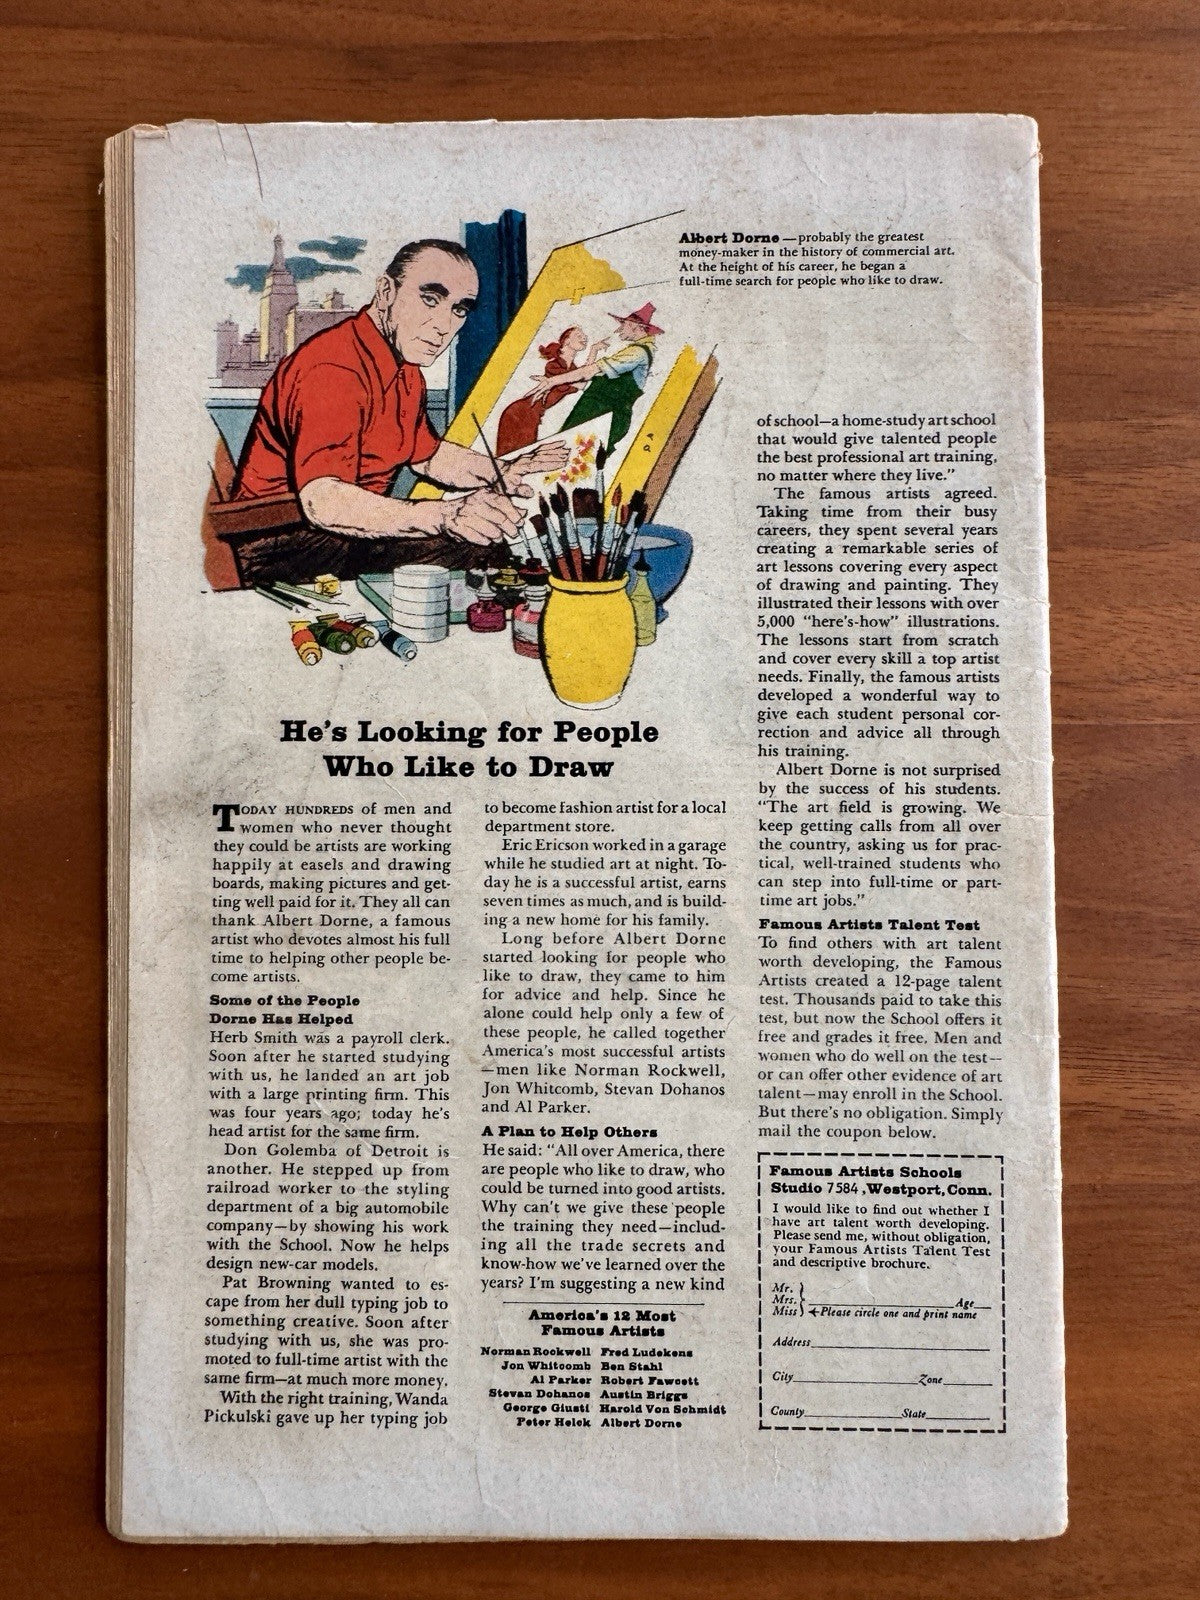 Albert Dorne — probably the greatest
money-maker in the history of commercial art.
At the height of his career, he began a
full-time search for people who like to draw.
He's Looking for People
Who Like to Draw
TODAY HUNDREDS of men and
women who never thought
they could be artists are working
happily at easels and drawing
boards, making pictures and get-
ting well paid for it. They all can
thank Albert Dorne, a famous
artist who devotes almost his full
time to helping other people be-
come artists.
Some of the People
Dorne Has Helped
Herb Smith was a payroll clerk.
Soon after he started studying
with us, he landed an art job
with a large printing firm. This
was four years ago; today he's
head artist for the same firm.
Don Golemba of Detroit is
another. He stepped up from
railroad worker to the styling
department of a big automobile
company—by showing his work
with the School. Now he helps
design new-car models.
Pat Browning wanted to es-
cape from her dull typing job to
something creative. Soon after
studying with us, she was pro-
moted to full-time artist with the
same firm—at much more money.
With the right training, Wanda
Pickulski gave up her typing job
to become fashion artist for a local
department store.
Eric Ericson worked in a garage
while he studied art at night. To-
day he is a successful artist, earns
seven times as much, and is build-
ing a new home for his family.
Long before Albert Dorne
started looking for people who
like to draw, they came to him
for advice and help. Since he
alone could help only a few of
these people, he called together
America's most successful artists
—men like Norman Rockwell,
Jon Whitcomb, Stevan Dohanos
and Al Parker.
A Plan to Help Others
He said: "All over America, there
are people who like to draw, who
could be turned into good artists.
Why can't we give these people
the training they need—includ-
ing all the trade secrets and
know-how we've learned over the
years? I'm suggesting a new kind
America's 12 Most
Famous Artists
Norman Rockwell Fred Ludekens
Jon Whitcomb Ben Stahl
Al Parker Robert Fawcett
Stevan Dohanos Austin Briggs
George Giusti Harold Von Schmidt
Peter Helck Albert Dorne
of school—a home-study art school
that would give talented people
the best professional art training,
no matter where they live."
The famous artists agreed.
Taking time from their busy
careers, they spent several years
creating a remarkable series of
art lessons covering every aspect
of drawing and painting. They
illustrated their lessons with over
5,000 "here's-how" illustrations.
The lessons start from scratch
and cover every skill a top artist
needs. Finally, the famous artists
developed a wonderful way to
give each student personal cor-
rection and advice all through
his training.
Albert Dorne is not surprised
by the success of his students.
"The art field is growing. We
keep getting calls from all over
the country, asking us for prac-
tical, well-trained students who
can step into full-time or part-
time art jobs."
Famous Artists Talent Test
To find others with art talent
worth developing, the Famous
Artists created a 12-page talent
test. Thousands paid to take this
test, but now the School offers it
free and grades it free. Men and
women who do well on the test—
or can offer other evidence of art
talent—may enroll in the School.
But there's no obligation. Simply
mail the coupon below.
Famous Artists Schools
Studio 7584, Westport, Conn.
I would like to find out whether I
have art talent worth developing.
Please send me, without obligation,
your Famous Artists Talent Test
and descriptive brochure.
Mr.
Mrs. Age
Miss Please circle one and print name
Address
City Zone
County State